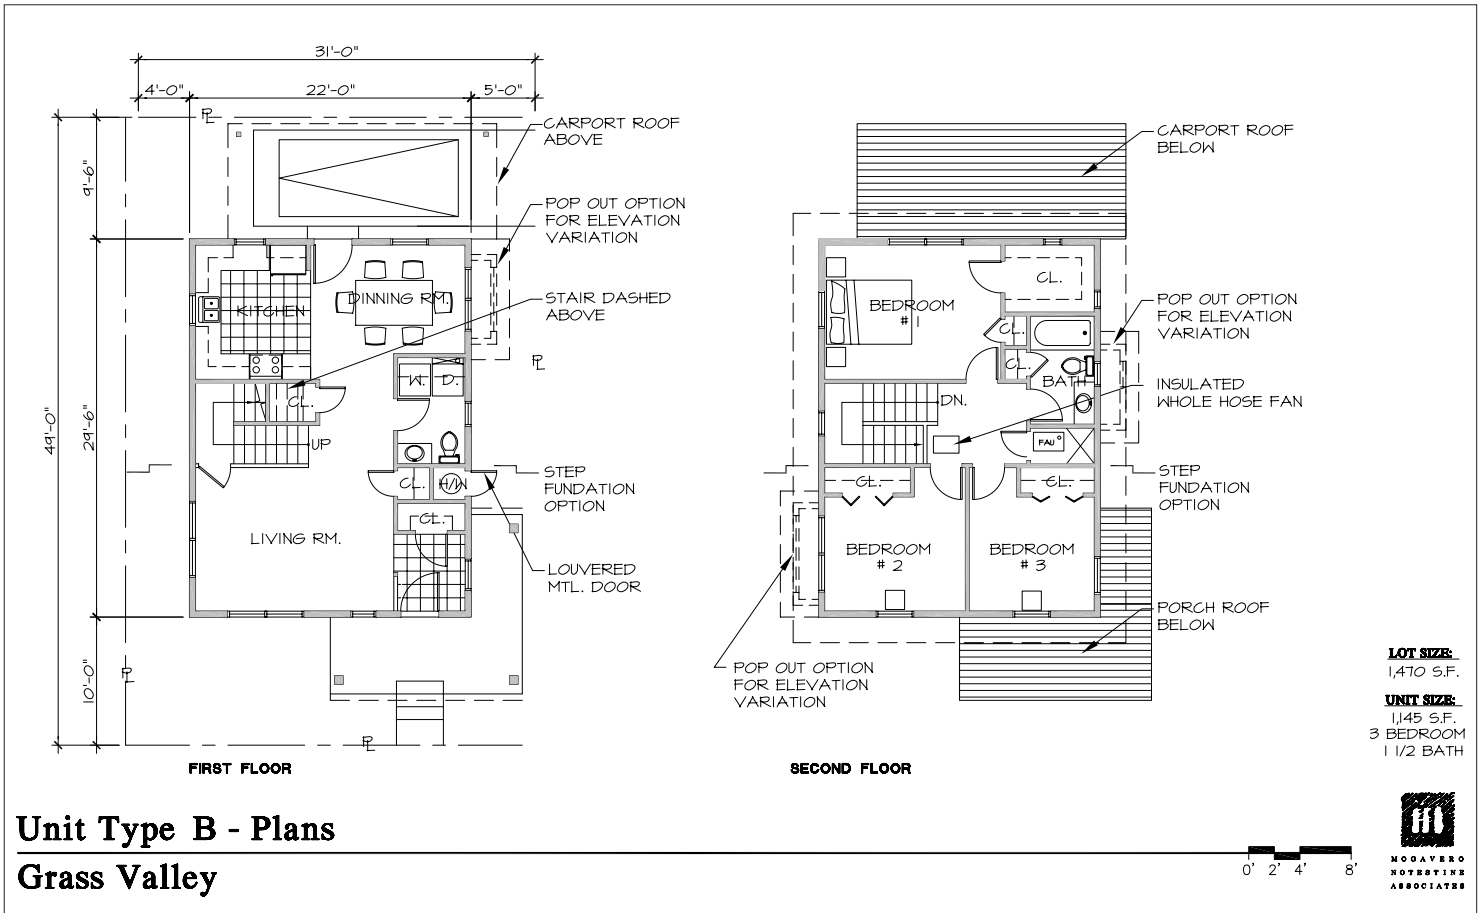 31'-0"
4'-0"
22'-0"
5'-0"
PL
CARPORT ROOF
ABOVE
9'-6"
POP OUT OPTION
FOR ELEVATION
VARIATION
KITCHEN
DINNING RM.
STAIR DASHED
ABOVE
PL
W.
D.
CL.
UP
49'-0"
29'-6"
CL.
H/W
STEP
FUNDATION
OPTION
CL.
LIVING RM.
LOUVERED
MTL. DOOR
10'-0"
PL
PL
FIRST FLOOR
CARPORT ROOF
BELOW
CL.
BEDROOM
# 1
CL.
POP OUT OPTION
FOR ELEVATION
VARIATION
CL.
BATH
DN.
INSULATED
WHOLE HOSE FAN
FAU
CL.
CL.
STEP
FUNDATION
OPTION
BEDROOM
# 2
BEDROOM
# 3
PORCH ROOF
BELOW
POP OUT OPTION
FOR ELEVATION
VARIATION
SECOND FLOOR
LOT SIZE:
1,470 S.F.
UNIT SIZE:
1,145 S.F.
3 BEDROOM
1 1/2 BATH
Unit Type B - Plans
Grass Valley
0' 2' 4' 8'
MOGAVERO
NOTESTINE
ASSOCIATES